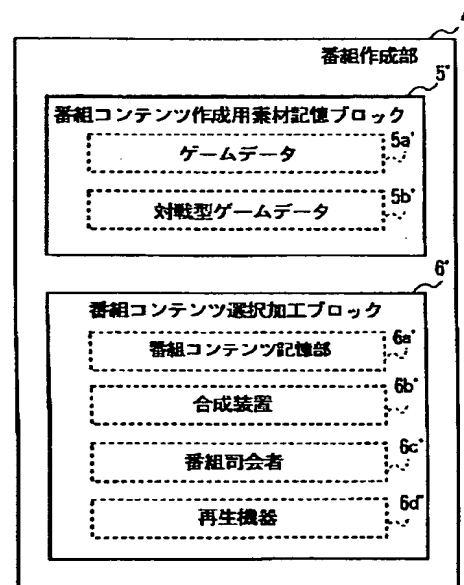 番組作成部
5'
番組コンテンツ作成用素材記憶ブロック
ゲームデータ
5a'
対戦型ゲームデータ
5b'
6'
番組コンテンツ選択加工ブロック
番組コンテンツ記憶部
6a'
合成装置
6b'
番組司会者
6c'
再生機器
6d'